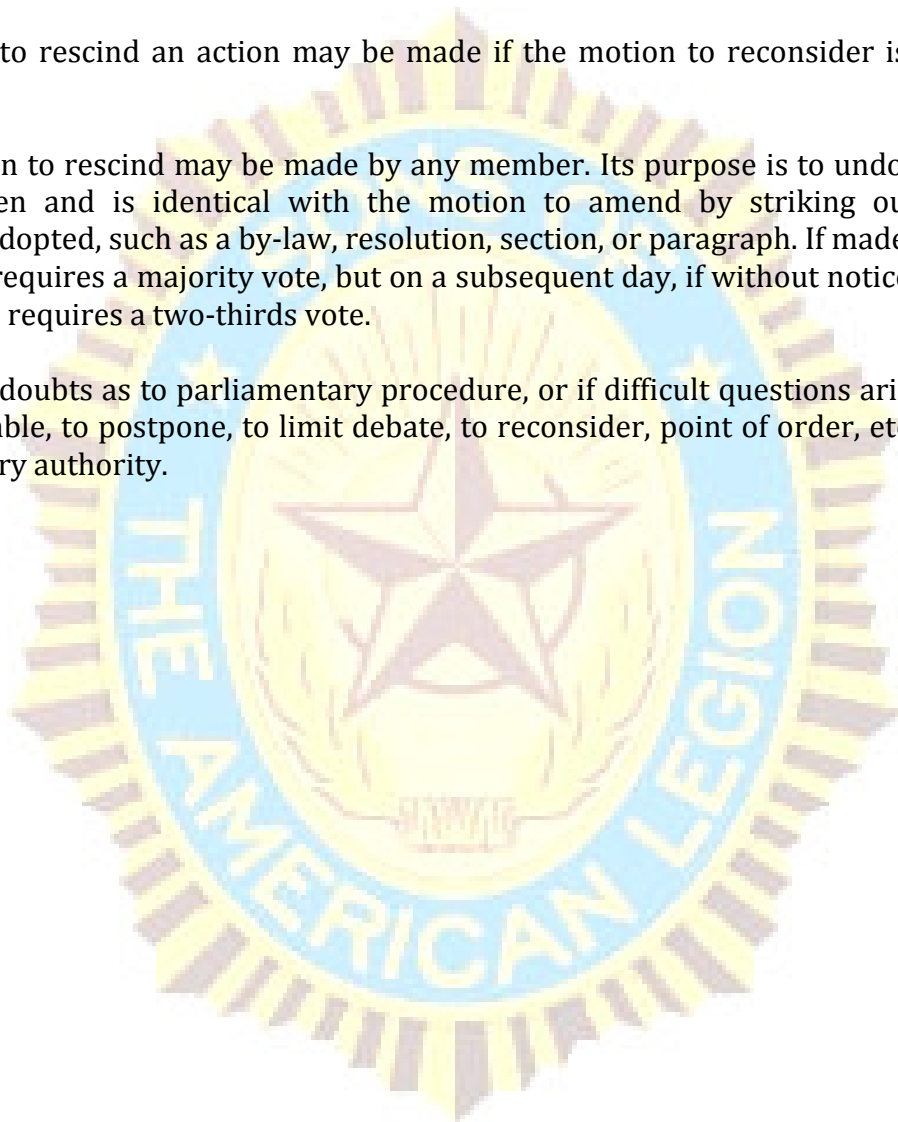 to rescind an action may be made if the motion to reconsider is
n to rescind may be made by any member. Its purpose is to undo
en and is identical with the motion to amend by striking ou
dopted, such as a by-law, resolution, section, or paragraph. If made
requires a majority vote, but on a subsequent day, if without notice
requires a two-thirds vote.
doubts as to parliamentary procedure, or if difficult questions ari
ble, to postpone, to limit debate, to reconsider, point of order, etc
ry authority.
SONS OF
THE AMERICAN LEGION